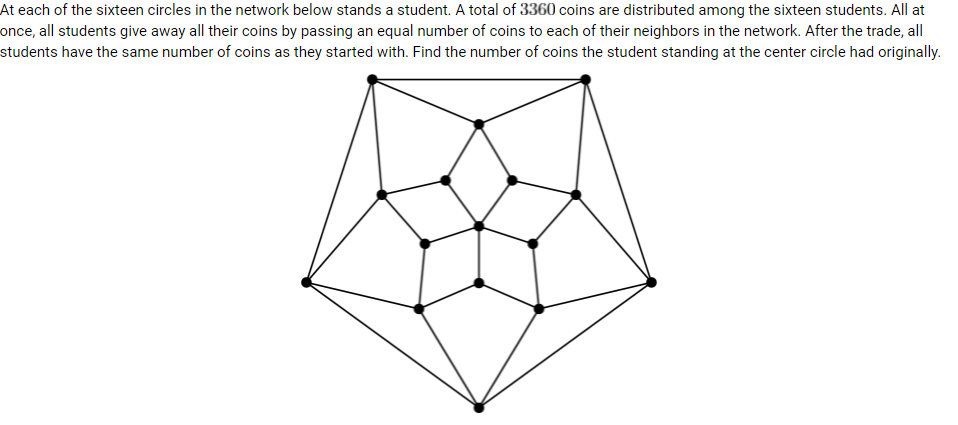 At each of the sixteen circles in the network below stands a student. A total of 3360 coins are distributed among the sixteen students. All at
once, all students give away all their coins by passing an equal number of coins to each of their neighbors in the network. After the trade, all
students have the same number of coins as they started with. Find the number of coins the student standing at the center circle had originally.